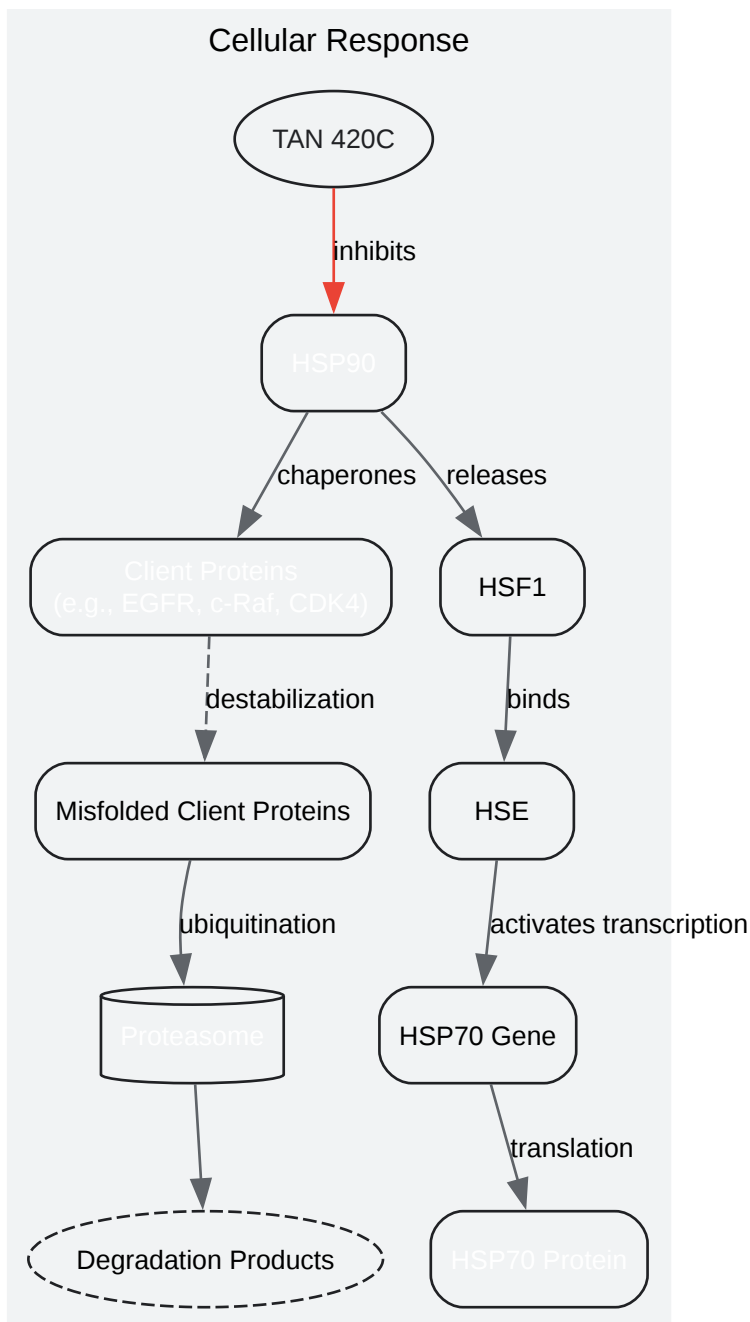 Cellular Response
TAN 420C
inhibits
HSP90
chaperones
releases
Client Proteins
(e.g., EGFR, c-Raf, CDK4)
HSF1
destabilization
binds
Misfolded Client Proteins
HSE
ubiquitination
activates transcription
Proteasome
HSP70 Gene
translation
Degradation Products
HSP70 Protein